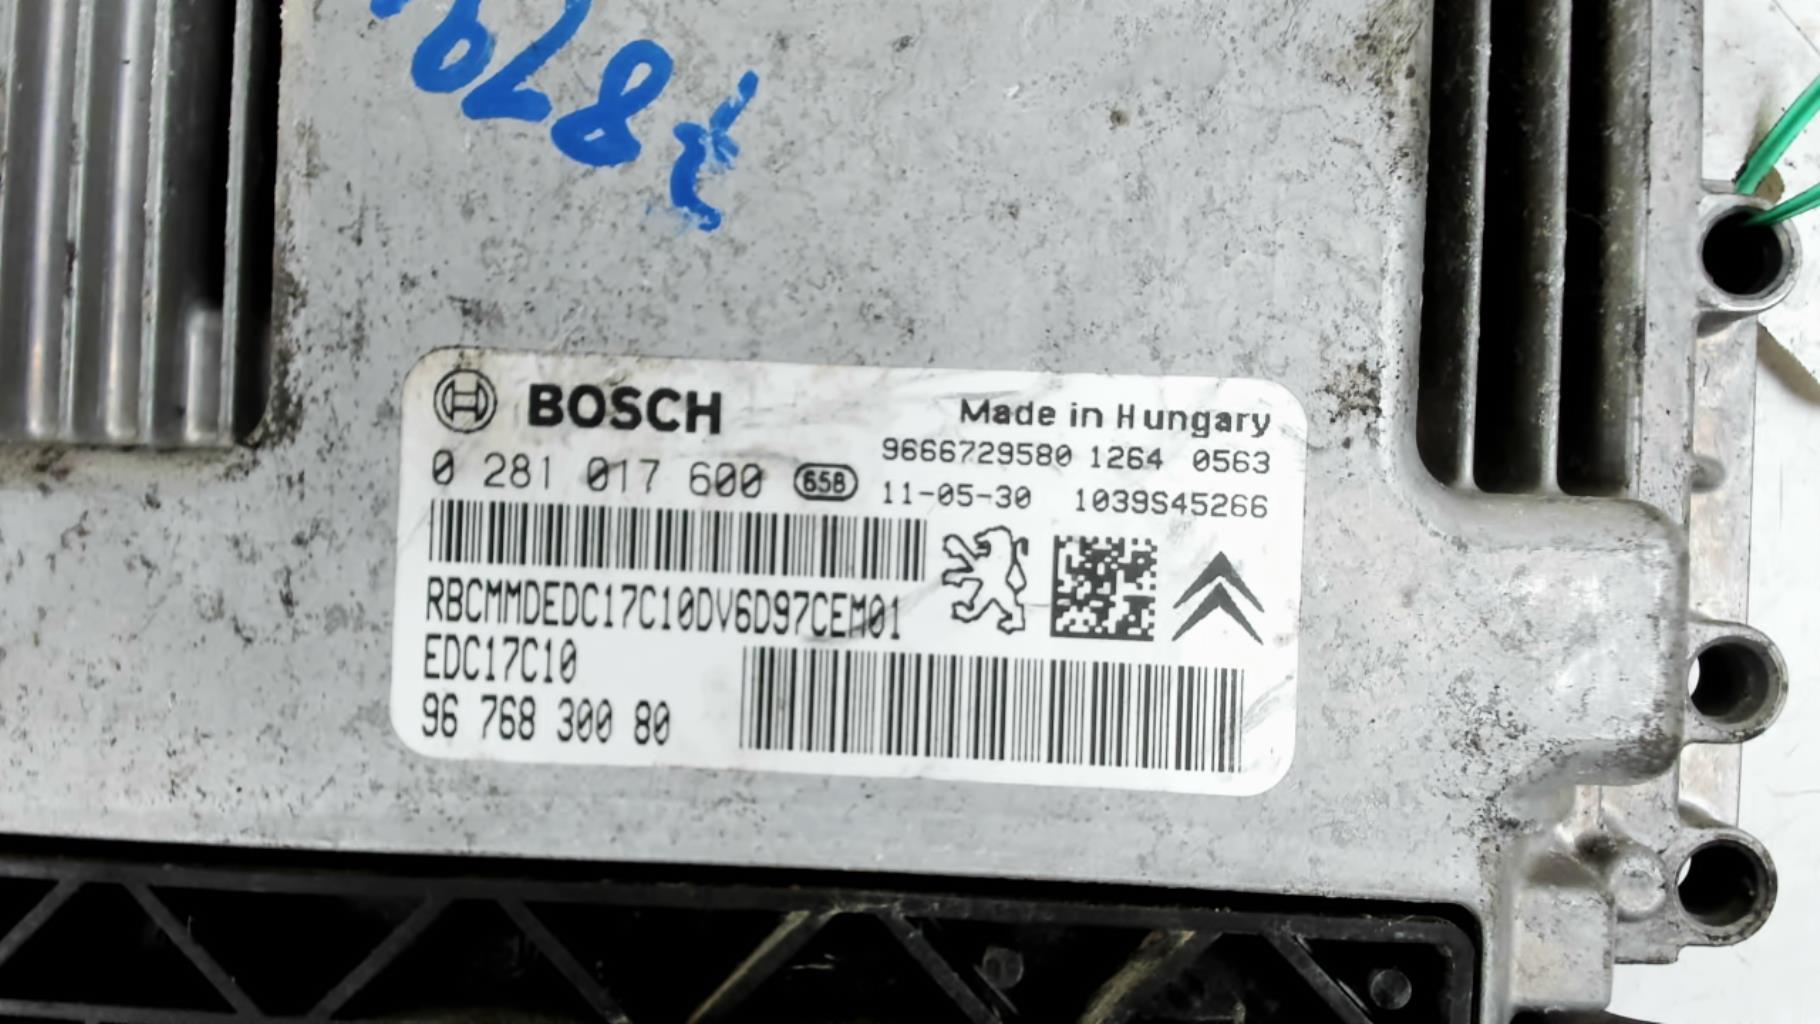 BOSCH
Made in Hungary
0 281 017 600 658
9666729580 1264 0563
11-05-30 1039S45266
RBCMMDEDC17C10DV6D97CEM01
EDC17C10
96 768 300 80